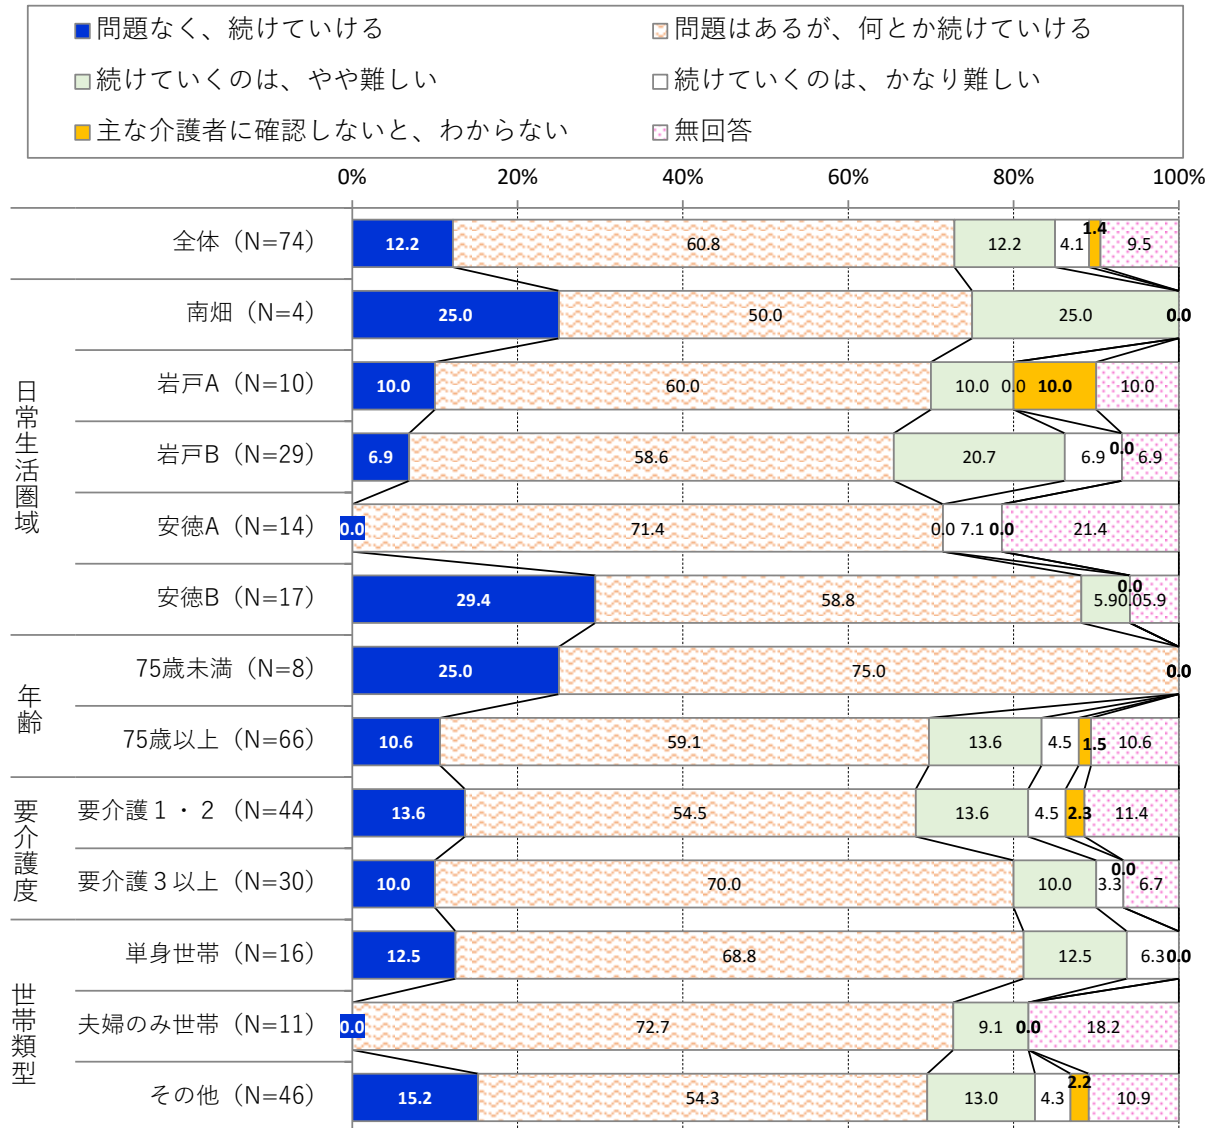 問題なく、続けていける 問題はあるが、何とか続けていける
続けていくのは、やや難しい 続けていくのは、かなり難しい
主な介護者に確認しないと、わからない 無回答
0% 20% 40% 60% 80% 100%
全体（N=74） 12.2 60.8 12.2 4.1 1.4 9.5
日常生活圏域
南畑（N=4） 25.0 50.0 25.0 0.0
岩戸A（N=10） 10.0 60.0 10.0 0.0 10.0 10.0
岩戸B（N=29） 6.9 58.6 20.7 6.9 0.0 6.9
安徳A（N=14） 0.0 71.4 0.0 7.1 0.0 21.4
安徳B（N=17） 29.4 58.8 5.9 0.0 0.0 5.9
年齢
75歳未満（N=8） 25.0 75.0 0.0
75歳以上（N=66） 10.6 59.1 13.6 4.5 1.5 10.6
要介護度
要介護１・２（N=44） 13.6 54.5 13.6 4.5 2.3 11.4
要介護３以上（N=30） 10.0 70.0 10.0 3.3 0.0 6.7
世帯類型
単身世帯（N=16） 12.5 68.8 12.5 6.3 0.0
夫婦のみ世帯（N=11） 0.0 72.7 9.1 0.0 18.2
その他（N=46） 15.2 54.3 13.0 4.3 2.2 10.9